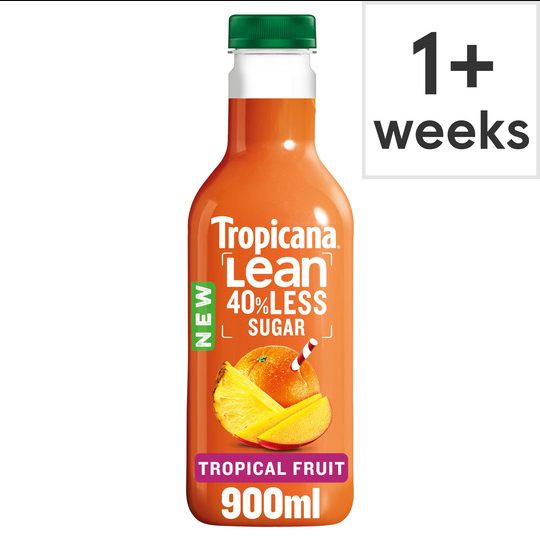 1+
weeks
Tropicana®
Lean
40% LESS
SUGAR
NEW
TROPICAL FRUIT
900ml